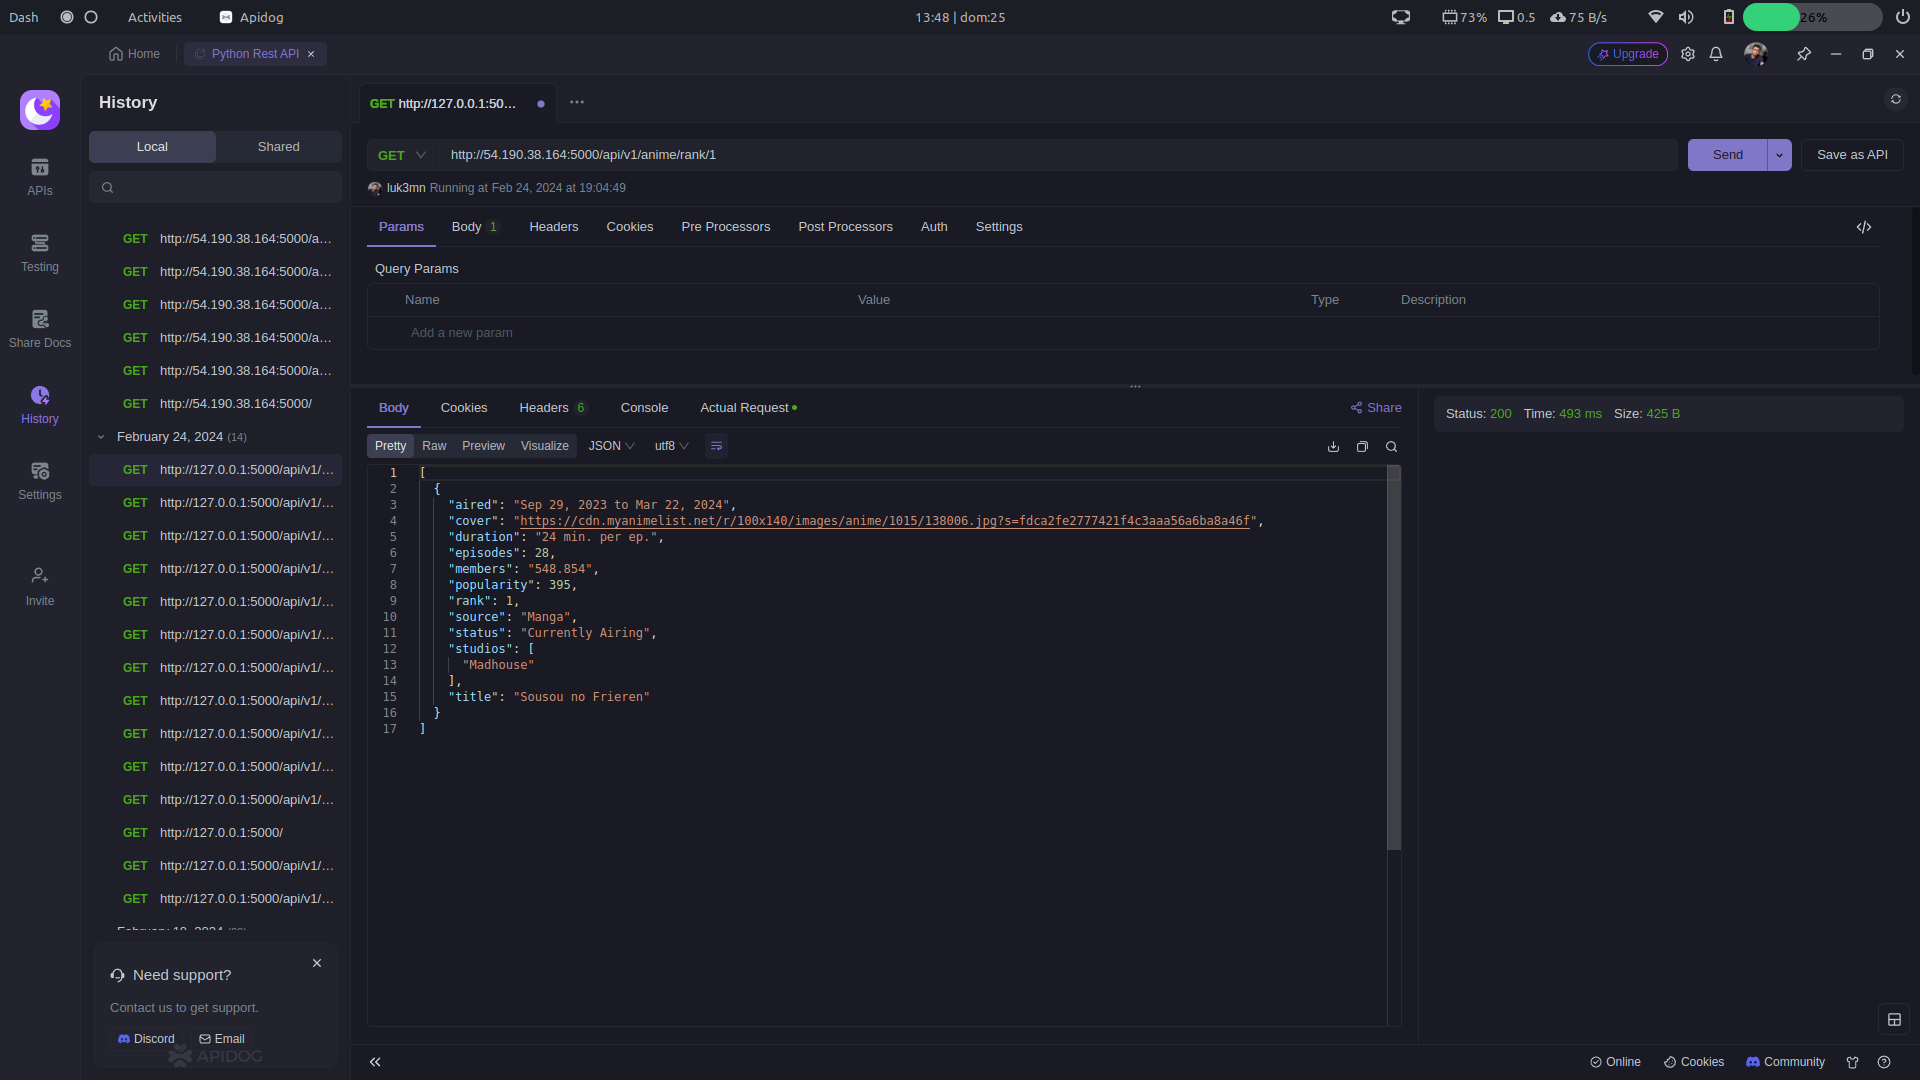 Dash Activities Apidog 13:48 | dom:25 73% 0.5 75 B/s 26%
Home Python Rest API Upgrade
History
Local Shared
APIs
Testing
Share Docs
History
Settings
Invite
GET http://54.190.38.164:5000/a...
GET http://54.190.38.164:5000/a...
GET http://54.190.38.164:5000/a...
GET http://54.190.38.164:5000/a...
GET http://54.190.38.164:5000/a...
GET http://54.190.38.164:5000/
February 24, 2024 (14)
GET http://127.0.0.1:5000/api/v1/...
GET http://127.0.0.1:5000/api/v1/...
GET http://127.0.0.1:5000/api/v1/...
GET http://127.0.0.1:5000/api/v1/...
GET http://127.0.0.1:5000/api/v1/...
GET http://127.0.0.1:5000/api/v1/...
GET http://127.0.0.1:5000/api/v1/...
GET http://127.0.0.1:5000/api/v1/...
GET http://127.0.0.1:5000/api/v1/...
GET http://127.0.0.1:5000/api/v1/...
GET http://127.0.0.1:5000/api/v1/...
GET http://127.0.0.1:5000/
GET http://127.0.0.1:5000/api/v1/...
GET http://127.0.0.1:5000/api/v1/...
Need support?
Contact us to get support.
Discord Email
APIDOG
GET http://127.0.0.1:50...
GET http://54.190.38.164:5000/api/v1/anime/rank/1 Send Save as API
luk3mn Running at Feb 24, 2024 at 19:04:49
Params Body 1 Headers Cookies Pre Processors Post Processors Auth Settings
Query Params
Name Value Type Description
Add a new param
Body Cookies Headers 6 Console Actual Request Share
Status: 200 Time: 493 ms Size: 425 B
Pretty Raw Preview Visualize JSON utf8
1 [
2 {
3 "aired": "Sep 29, 2023 to Mar 22, 2024",
4 "cover": "https://cdn.myanimelist.net/r/100x140/images/anime/1015/138006.jpg?s=fdca2fe2777421f4c3aaa56a6ba8a46f",
5 "duration": "24 min. per ep.",
6 "episodes": 28,
7 "members": "548.854",
8 "popularity": 395,
9 "rank": 1,
10 "source": "Manga",
11 "status": "Currently Airing",
12 "studios": [
13 "Madhouse"
14 ],
15 "title": "Sousou no Frieren"
16 }
17 ]
Online Cookies Community